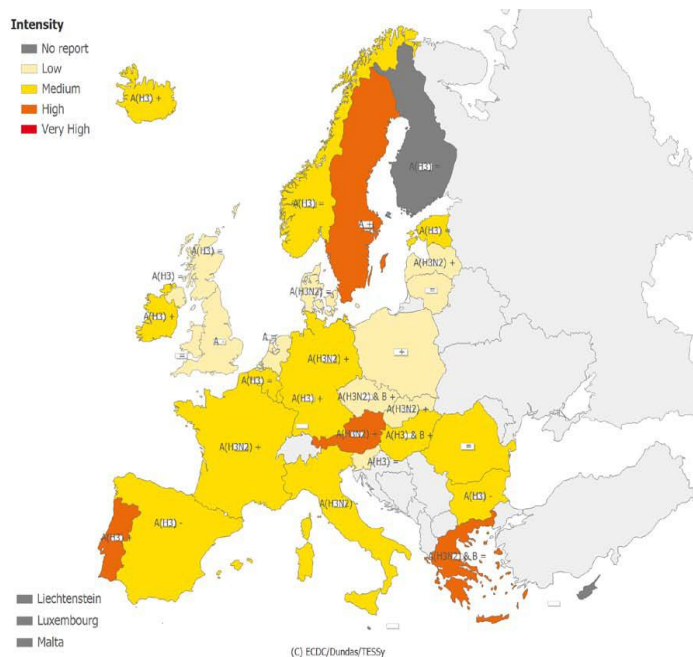 Intensity
No report
Low
Medium
High
Very High
A(H3) +
A(H3) =
A(H3) =
A(H3N2) +
=
A(H3) =
A(H3) =
A(H3) +
A(H3N2) =
=
A =
+
A(H3N2) +
A(H3) =
A(H3) +
A(H3N2) & B +
A(H3N2) +
A(H3N2) +
A(H3) & B +
=
A(H3N2) +
A(H3) =
A(H3N2) -
A(H3) -
A(H3) -
A(H3N2) & B =
Liechtenstein
Luxembourg
Malta
(C) ECDC/Dundas/TESSy